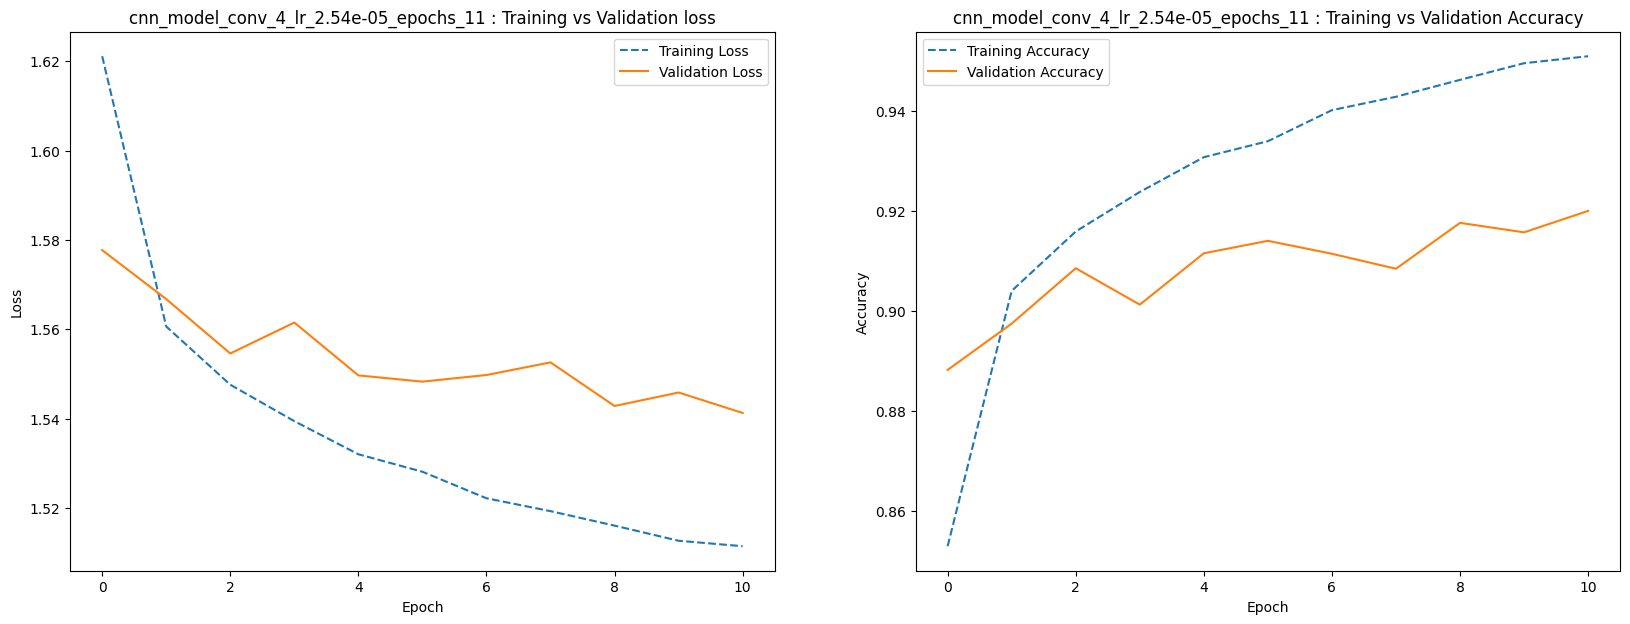 cnn_model_conv_4_lr_2.54e-05_epochs_11 : Training vs Validation loss
Training Loss
Validation Loss
1.62
1.60
1.58
1.56
1.54
1.52
Loss
0 2 4 6 8 10
Epoch
cnn_model_conv_4_lr_2.54e-05_epochs_11 : Training vs Validation Accuracy
Training Accuracy
Validation Accuracy
0.94
0.92
0.90
0.88
0.86
Accuracy
0 2 4 6 8 10
Epoch